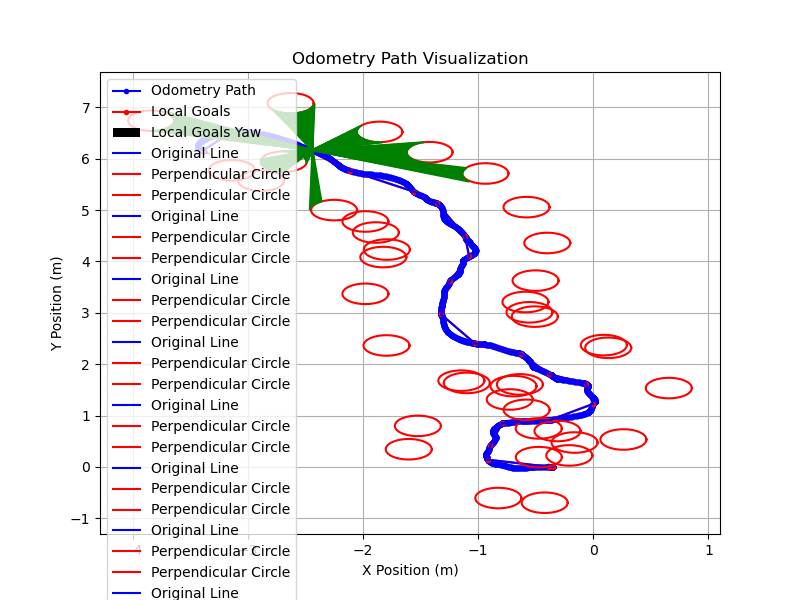 Odometry Path Visualization
Odometry Path
Local Goals
Local Goals Yaw
Original Line
Perpendicular Circle
Perpendicular Circle
Original Line
Perpendicular Circle
Perpendicular Circle
Original Line
Perpendicular Circle
Perpendicular Circle
Original Line
Perpendicular Circle
Perpendicular Circle
Original Line
Perpendicular Circle
Perpendicular Circle
Original Line
Perpendicular Circle
Perpendicular Circle
Original Line
Perpendicular Circle
Perpendicular Circle
Original Line
Y Position (m)
7
6
5
4
3
2
1
0
−1
−4 −3 −2 −1 0 1
X Position (m)